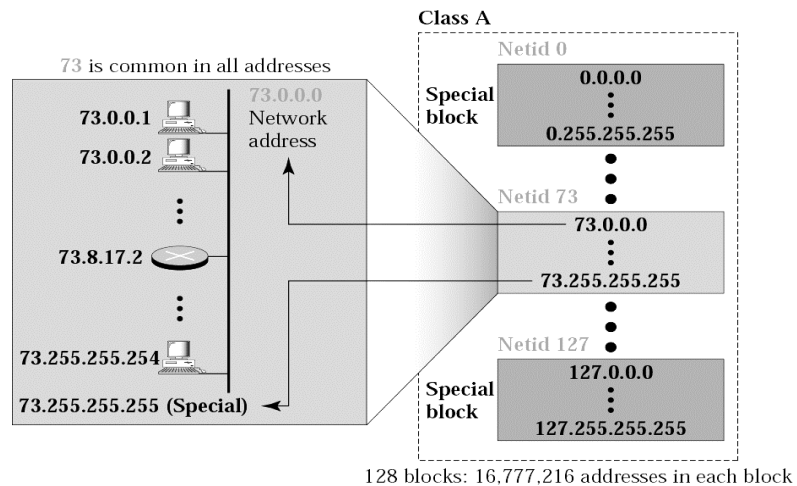 Class A
73 is common in all addresses
73.0.0.1
73.0.0.2
73.8.17.2
73.255.255.254
73.255.255.255 (Special)
73.0.0.0
Network
address
Netid 0
Special
block
0.0.0.0
0.255.255.255
Netid 73
73.0.0.0
73.255.255.255
Netid 127
Special
block
127.0.0.0
127.255.255.255
128 blocks: 16,777,216 addresses in each block